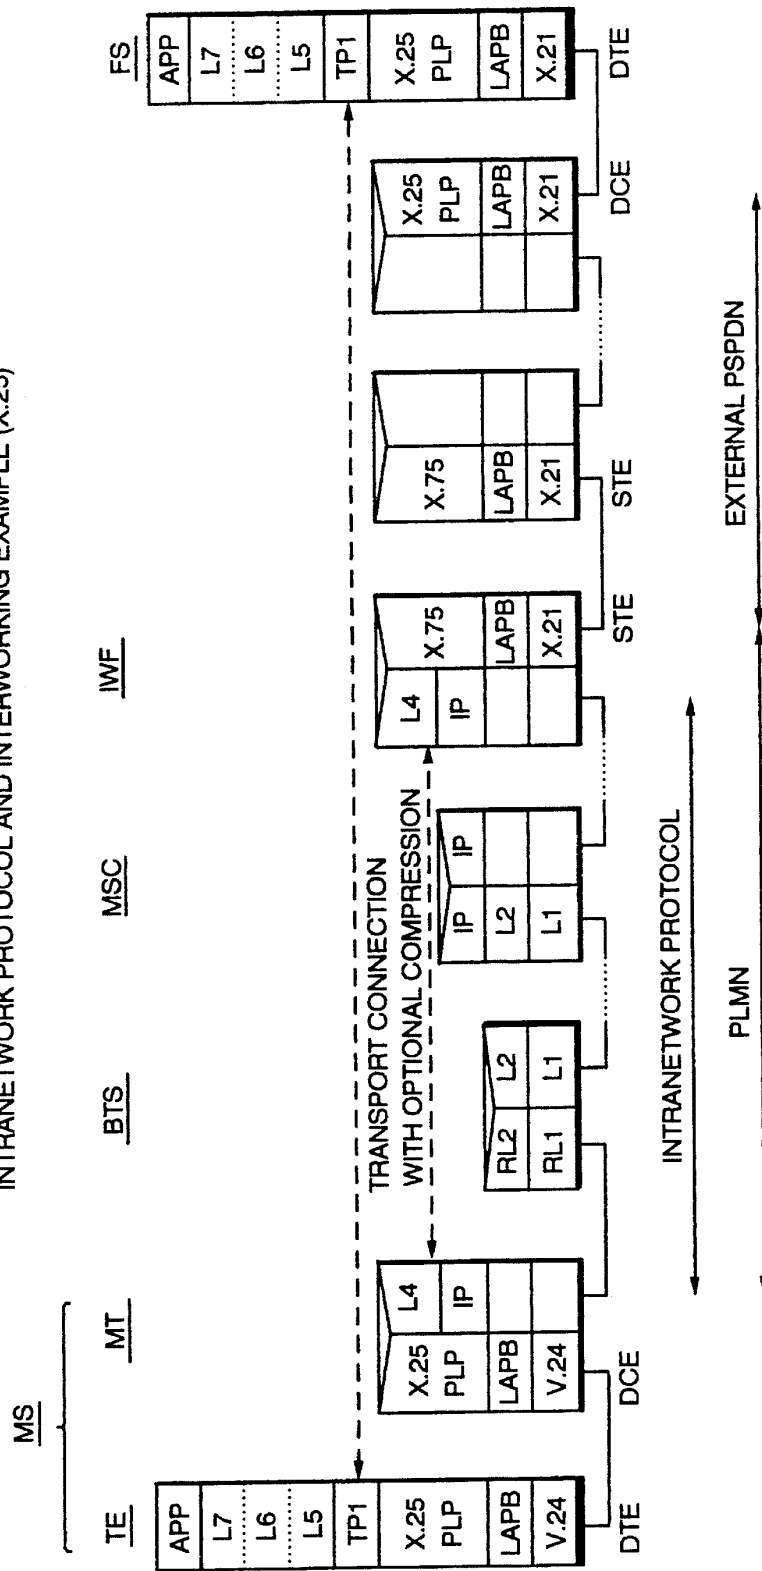 INTRANETWORK PROTOCOL AND INTERWORKING EXAMPLE (X.25)
MS
TE
MT
BTS
MSC
IWF
FS
APP
L7
L6
L5
TP1
X.25
PLP
LAPB
V.24
DTE
X.25
PLP
LAPB
V.24
L4
IP
DCE
RL2
RL1
L2
L1
IP
L2
L1
IP
L4
IP
X.75
LAPB
X.21
STE
X.75
LAPB
X.21
STE
X.25
PLP
LAPB
X.21
DCE
APP
L7
L6
L5
TP1
X.25
PLP
LAPB
X.21
DTE
TRANSPORT CONNECTION
WITH OPTIONAL COMPRESSION
INTRANETWORK PROTOCOL
PLMN
EXTERNAL PSPDN